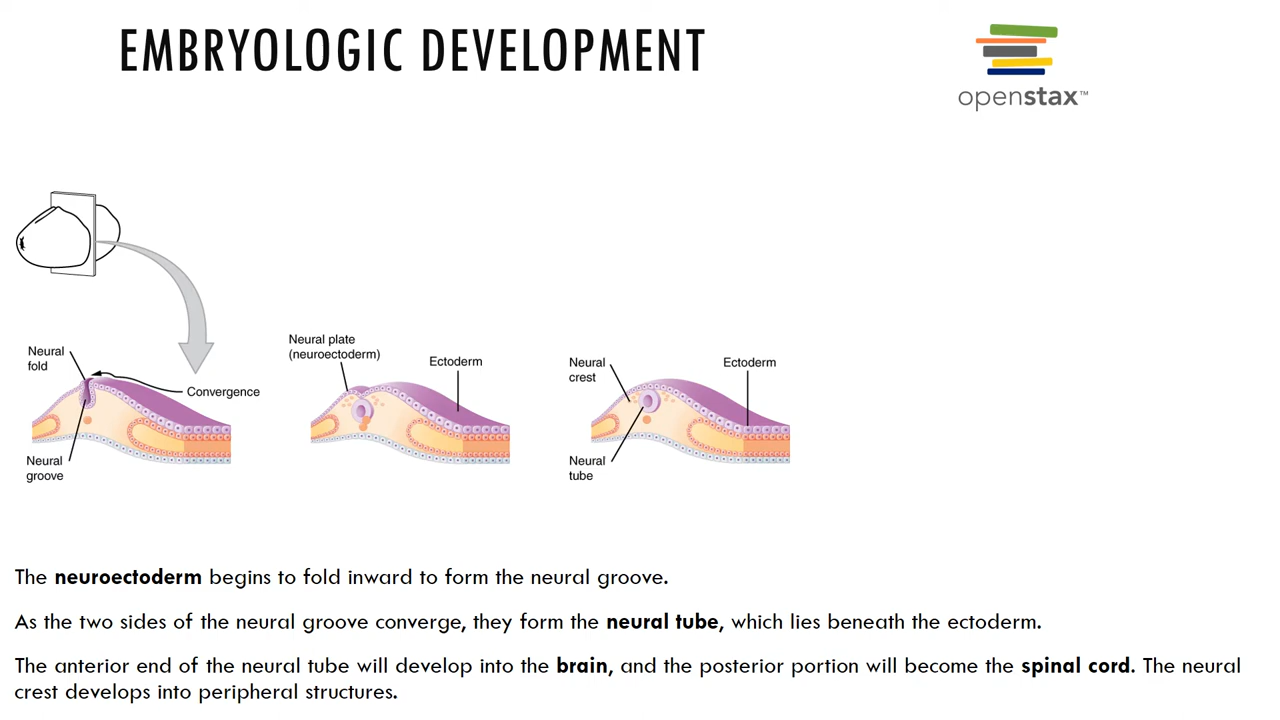 EMBRYOLOGIC DEVELOPMENT
openstax™
Neural
fold
Convergence
Neural
groove
Neural plate
(neuroectoderm)
Ectoderm
Neural
crest
Ectoderm
Neural
tube
The neuroectoderm begins to fold inward to form the neural groove.
As the two sides of the neural groove converge, they form the neural tube, which lies beneath the ectoderm.
The anterior end of the neural tube will develop into the brain, and the posterior portion will become the spinal cord. The neural
crest develops into peripheral structures.